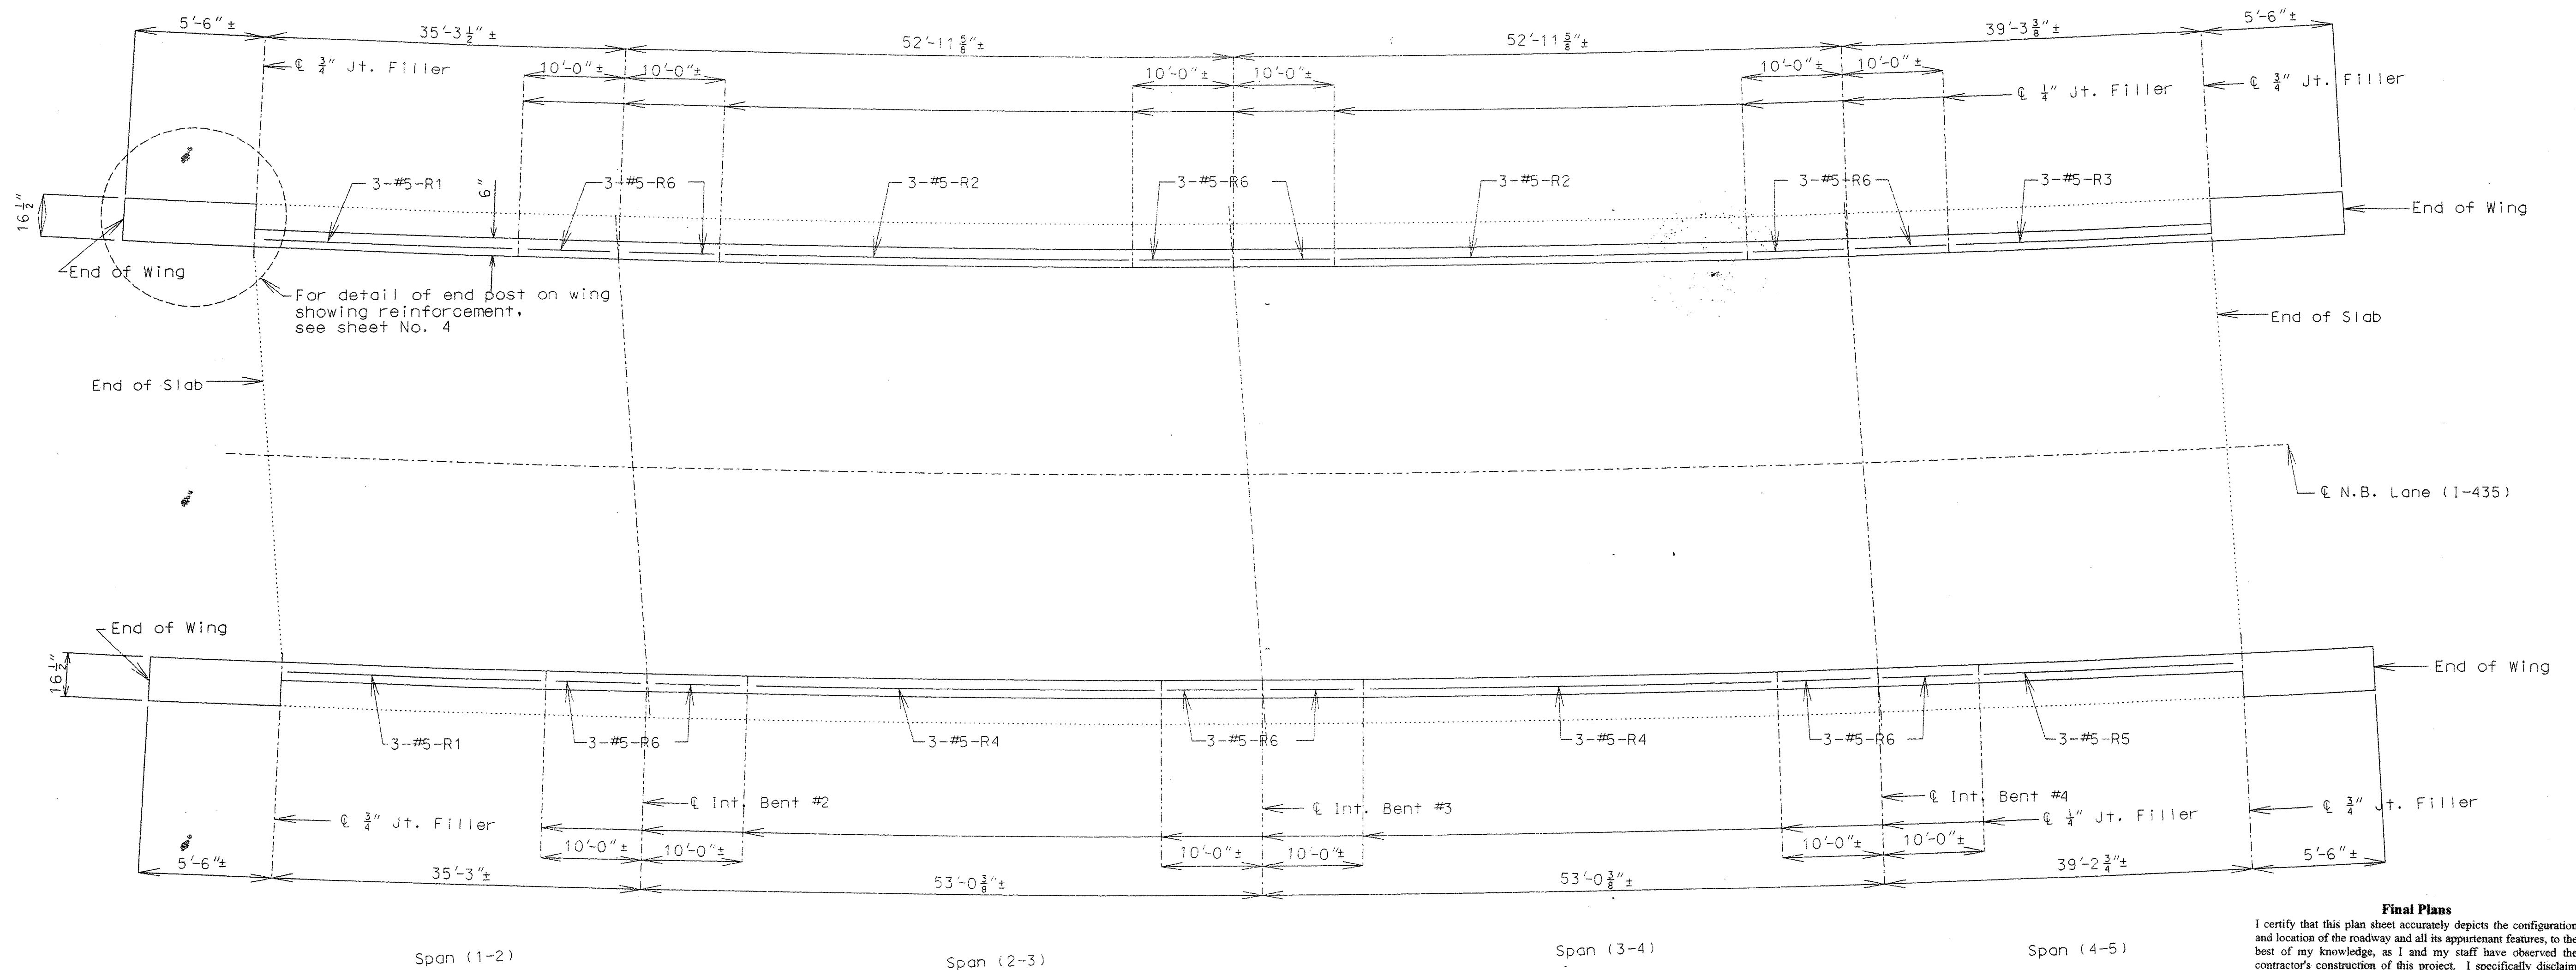 5'-6"± 35'-3 1/2"± 52'-11 5/8"± 52'-11 5/8"± 39'-3 3/8"± 5'-6"±
℄ 3/4" Jt. Filler 10'-0"± 10'-0"± 10'-0"± 10'-0"± 10'-0"± 10'-0"± ℄ 1/4" Jt. Filler ℄ 3/4" Jt. Filler
16 1/2" 3-#5-R1 3-#5-R6 6" 3-#5-R2 3-#5-R6 3-#5-R2 3-#5-R6 3-#5-R3
End of Wing
End of Wing
For detail of end post on wing
showing reinforcement,
see sheet No. 4
End of Slab
End of Slab
℄ N.B. Lane (I-435)
End of Wing
End of Wing
16 1/2"
3-#5-R1 3-#5-R6 3-#5-R4 3-#5-R6 3-#5-R4 3-#5-R6 3-#5-R5
℄ Int. Bent #2 ℄ Int. Bent #3 ℄ Int. Bent #4
℄ 3/4" Jt. Filler ℄ 1/4" Jt. Filler ℄ 3/4" Jt. Filler
10'-0"± 10'-0"± 10'-0"± 10'-0"± 10'-0"± 10'-0"±
5'-6"± 35'-3"± 53'-0 3/8"± 53'-0 3/8"± 39'-2 3/4"± 5'-6"±
Span (1-2) Span (2-3) Span (3-4) Span (4-5)
Final Plans
I certify that this plan sheet accurately depicts the configuration
and location of the roadway and all its appurtenant features, to the
best of my knowledge, as I and my staff have observed the
contractor's construction of this project. I specifically disclaim